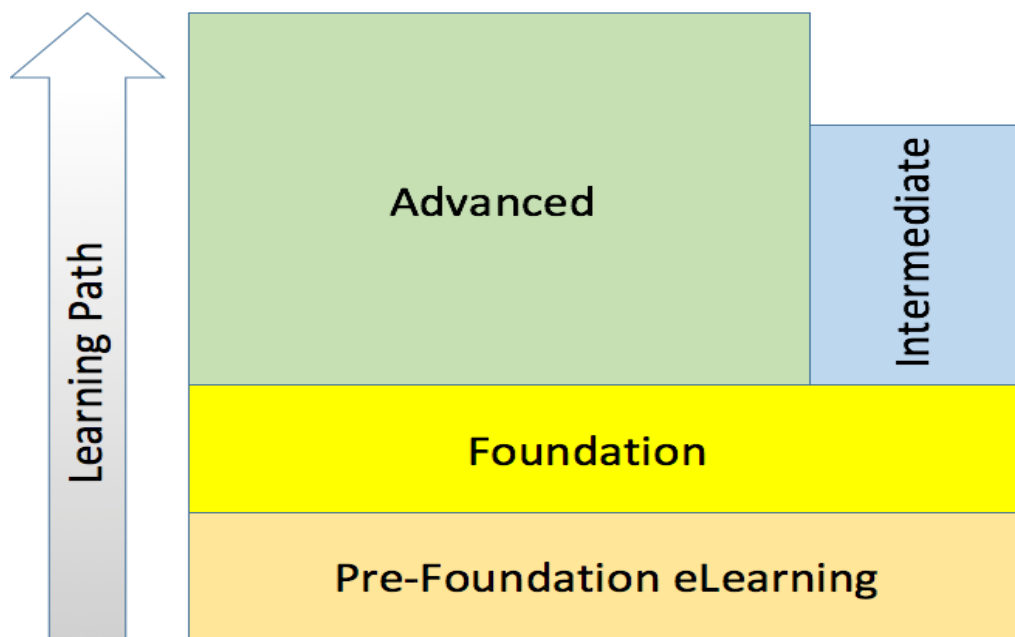 Learning Path
Advanced
Intermediate
Foundation
Pre-Foundation eLearning